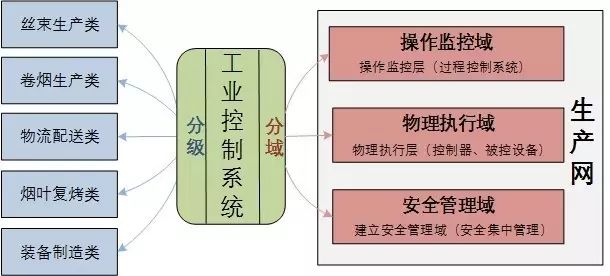 丝束生产类
卷烟生产类
物流配送类
烟叶复烤类
装备制造类
分级
工业控制系统
分域
操作监控域
操作监控层（过程控制系统）
物理执行域
物理执行层（控制器、被控设备）
安全管理域
建立安全管理域（安全集中管理）
生产网